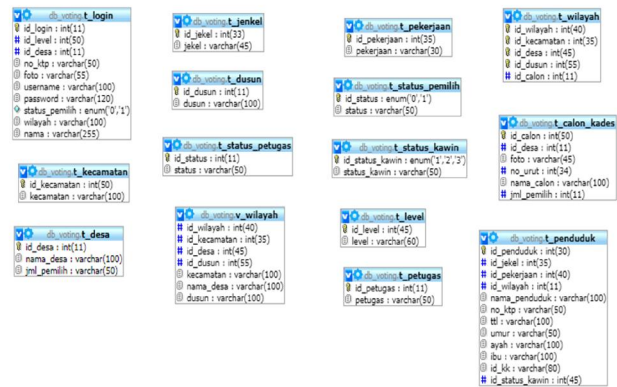 db_voting.t_login
id_login : int(11)
id_level : int(50)
id_desa : int(11)
no_ktp : varchar(50)
foto : varchar(55)
username : varchar(100)
password : varchar(120)
status_pemilih : enum('0','1')
wilayah : varchar(100)
nama : varchar(255)
db_voting.t_jenkel
id_jekel : int(33)
jekel : varchar(45)
db_voting.t_pekerjaan
id_pekerjaan : int(35)
pekerjaan : varchar(30)
db_voting.t_wilayah
id_wilayah : int(40)
id_kecamatan : int(35)
id_desa : int(45)
id_dusun : int(55)
id_calon : int(11)
db_voting.t_dusun
id_dusun : int(11)
dusun : varchar(100)
db_voting.t_status_pemilih
id_status : enum('0','1')
status : varchar(50)
db_voting.t_status_petugas
id_status : int(11)
status : varchar(50)
db_voting.t_status_kawin
id_status_kawin : enum('1','2','3')
status_kawin : varchar(50)
db_voting.t_calon_kades
id_calon : int(50)
id_desa : int(11)
foto : varchar(45)
no_urut : int(34)
nama_calon : varchar(100)
jml_pemilih : int(11)
db_voting.t_kecamatan
id_kecamatan : int(50)
kecamatan : varchar(100)
db_voting.v_wilayah
id_wilayah : int(40)
id_kecamatan : int(35)
id_desa : int(45)
id_dusun : int(55)
kecamatan : varchar(100)
nama_desa : varchar(100)
dusun : varchar(100)
db_voting.t_level
id_level : int(45)
level : varchar(60)
db_voting.t_desa
id_desa : int(11)
nama_desa : varchar(100)
jml_pemilih : varchar(50)
db_voting.t_petugas
id_petugas : int(11)
petugas : varchar(50)
db_voting.t_penduduk
id_penduduk : int(30)
id_jekel : int(35)
id_pekerjaan : int(40)
id_wilayah : int(11)
nama_penduduk : varchar(100)
no_ktp : varchar(50)
ttl : varchar(100)
umur : varchar(50)
ayah : varchar(100)
ibu : varchar(100)
id_kk : varchar(80)
id_status_kawin : int(45)